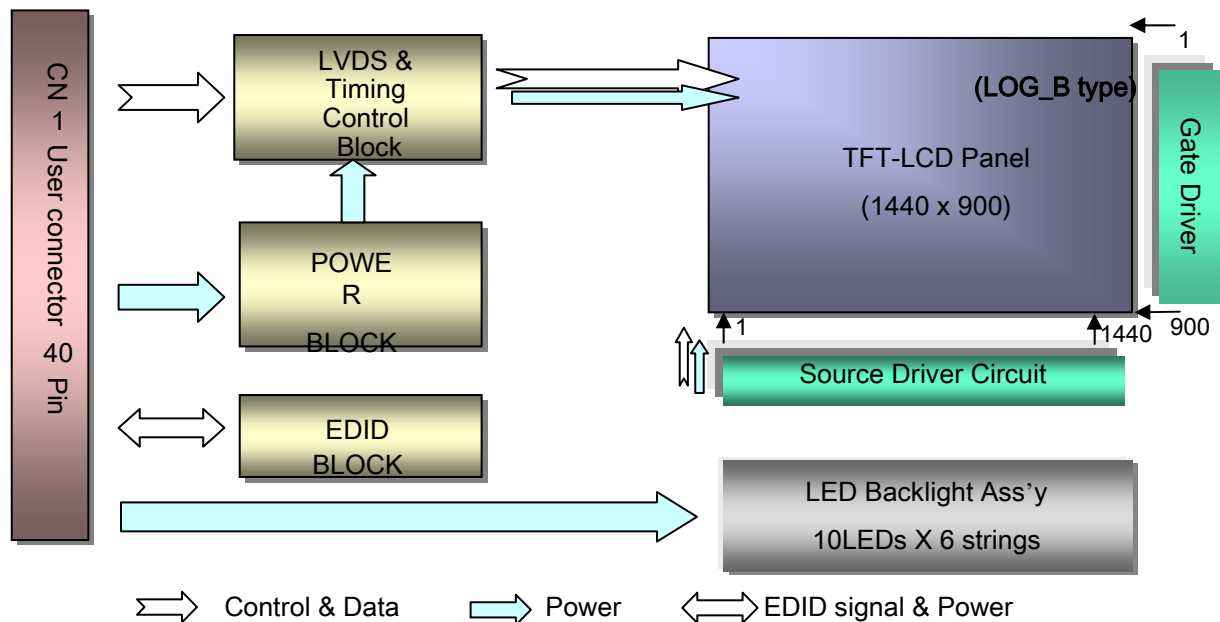 CN 1 User connector 40 Pin
LVDS &
Timing
Control
Block
POWE
R
BLOCK
EDID
BLOCK
1
(LOG_B type)
TFT-LCD Panel
(1440 x 900)
Gate Driver
1
1440
900
Source Driver Circuit
LED Backlight Ass’y
10LEDs X 6 strings
Control & Data
Power
EDID signal & Power